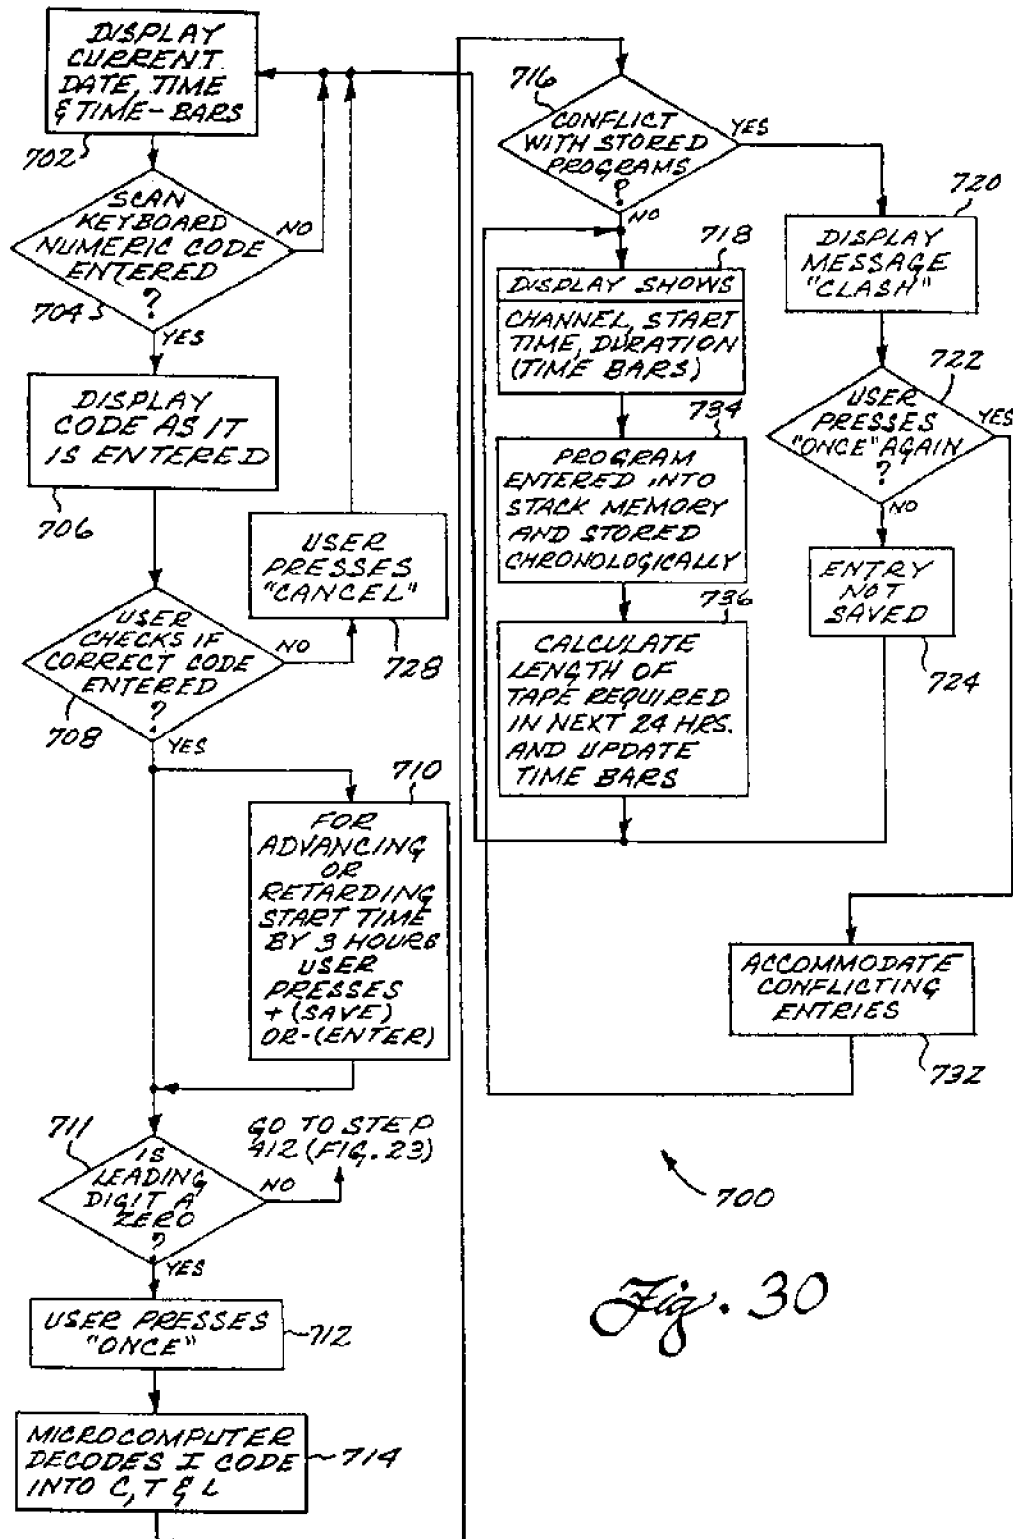 DISPLAY
CURRENT
DATE, TIME
& TIME-BARS
702
SCAN
KEYBOARD
NUMERIC CODE
ENTERED
?
NO
704
YES
DISPLAY
CODE AS IT
IS ENTERED
706
USER
PRESSES
"CANCEL"
728
USER
CHECKS IF
CORRECT CODE
ENTERED
?
NO
708
YES
710
FOR
ADVANCING
OR
RETARDING
START TIME
BY 3 HOURS
USER
PRESSES
+ (SAVE)
OR-(ENTER)
711
IS
LEADING
DIGIT A
ZERO
?
NO
GO TO STEP
412 (FIG. 23)
YES
USER PRESSES
"ONCE"
712
MICROCOMPUTER
DECODES I CODE
INTO C, T & L
714
716
CONFLICT
WITH STORED
PROGRAMS
?
YES
NO
718
DISPLAY SHOWS
CHANNEL, START
TIME, DURATION
(TIME BARS)
734
PROGRAM
ENTERED INTO
STACK MEMORY
AND STORED
CHRONOLOGICALLY
736
CALCULATE
LENGTH OF
TAPE REQUIRED
IN NEXT 24 HRS.
AND UPDATE
TIME BARS
720
DISPLAY
MESSAGE
"CLASH"
722
USER
PRESSES
"ONCE" AGAIN
?
YES
NO
ENTRY
NOT
SAVED
724
ACCOMMODATE
CONFLICTING
ENTRIES
732
700
Fig. 30